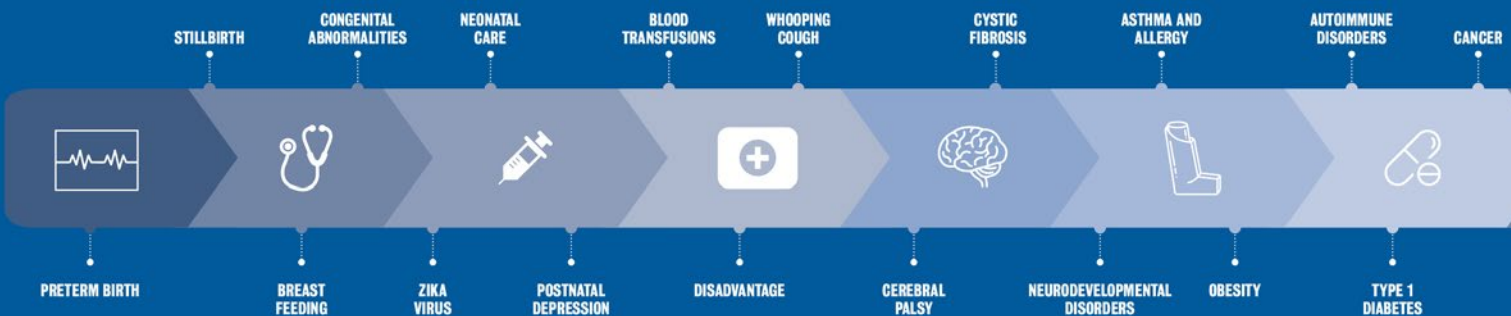 STILLBIRTH
CONGENITAL
ABNORMALITIES
NEONATAL
CARE
BLOOD
TRANSFUSIONS
WHOOPING
COUGH
CYSTIC
FIBROSIS
ASTHMA AND
ALLERGY
AUTOIMMUNE
DISORDERS
CANCER
PRETERM BIRTH
BREAST
FEEDING
ZIKA
VIRUS
POSTNATAL
DEPRESSION
DISADVANTAGE
CEREBRAL
PALSY
NEURODEVELOPMENTAL
DISORDERS
OBESITY
TYPE 1
DIABETES